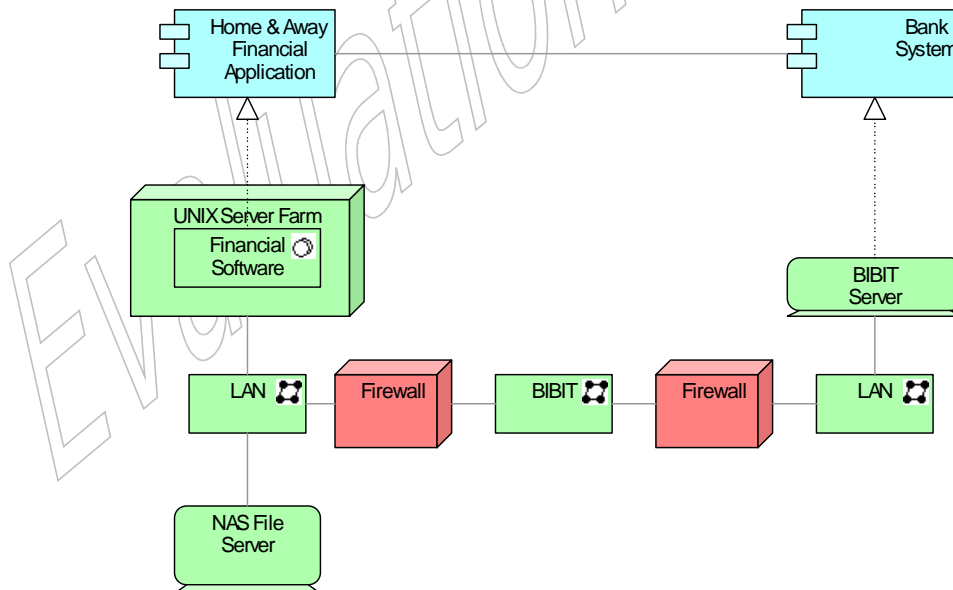 Home & Away
Financial
Application
Bank
System
UNIX Server Farm
Financial
Software
BIBIT
Server
LAN
Firewall
BIBIT
Firewall
LAN
NAS File
Server
Evaluation